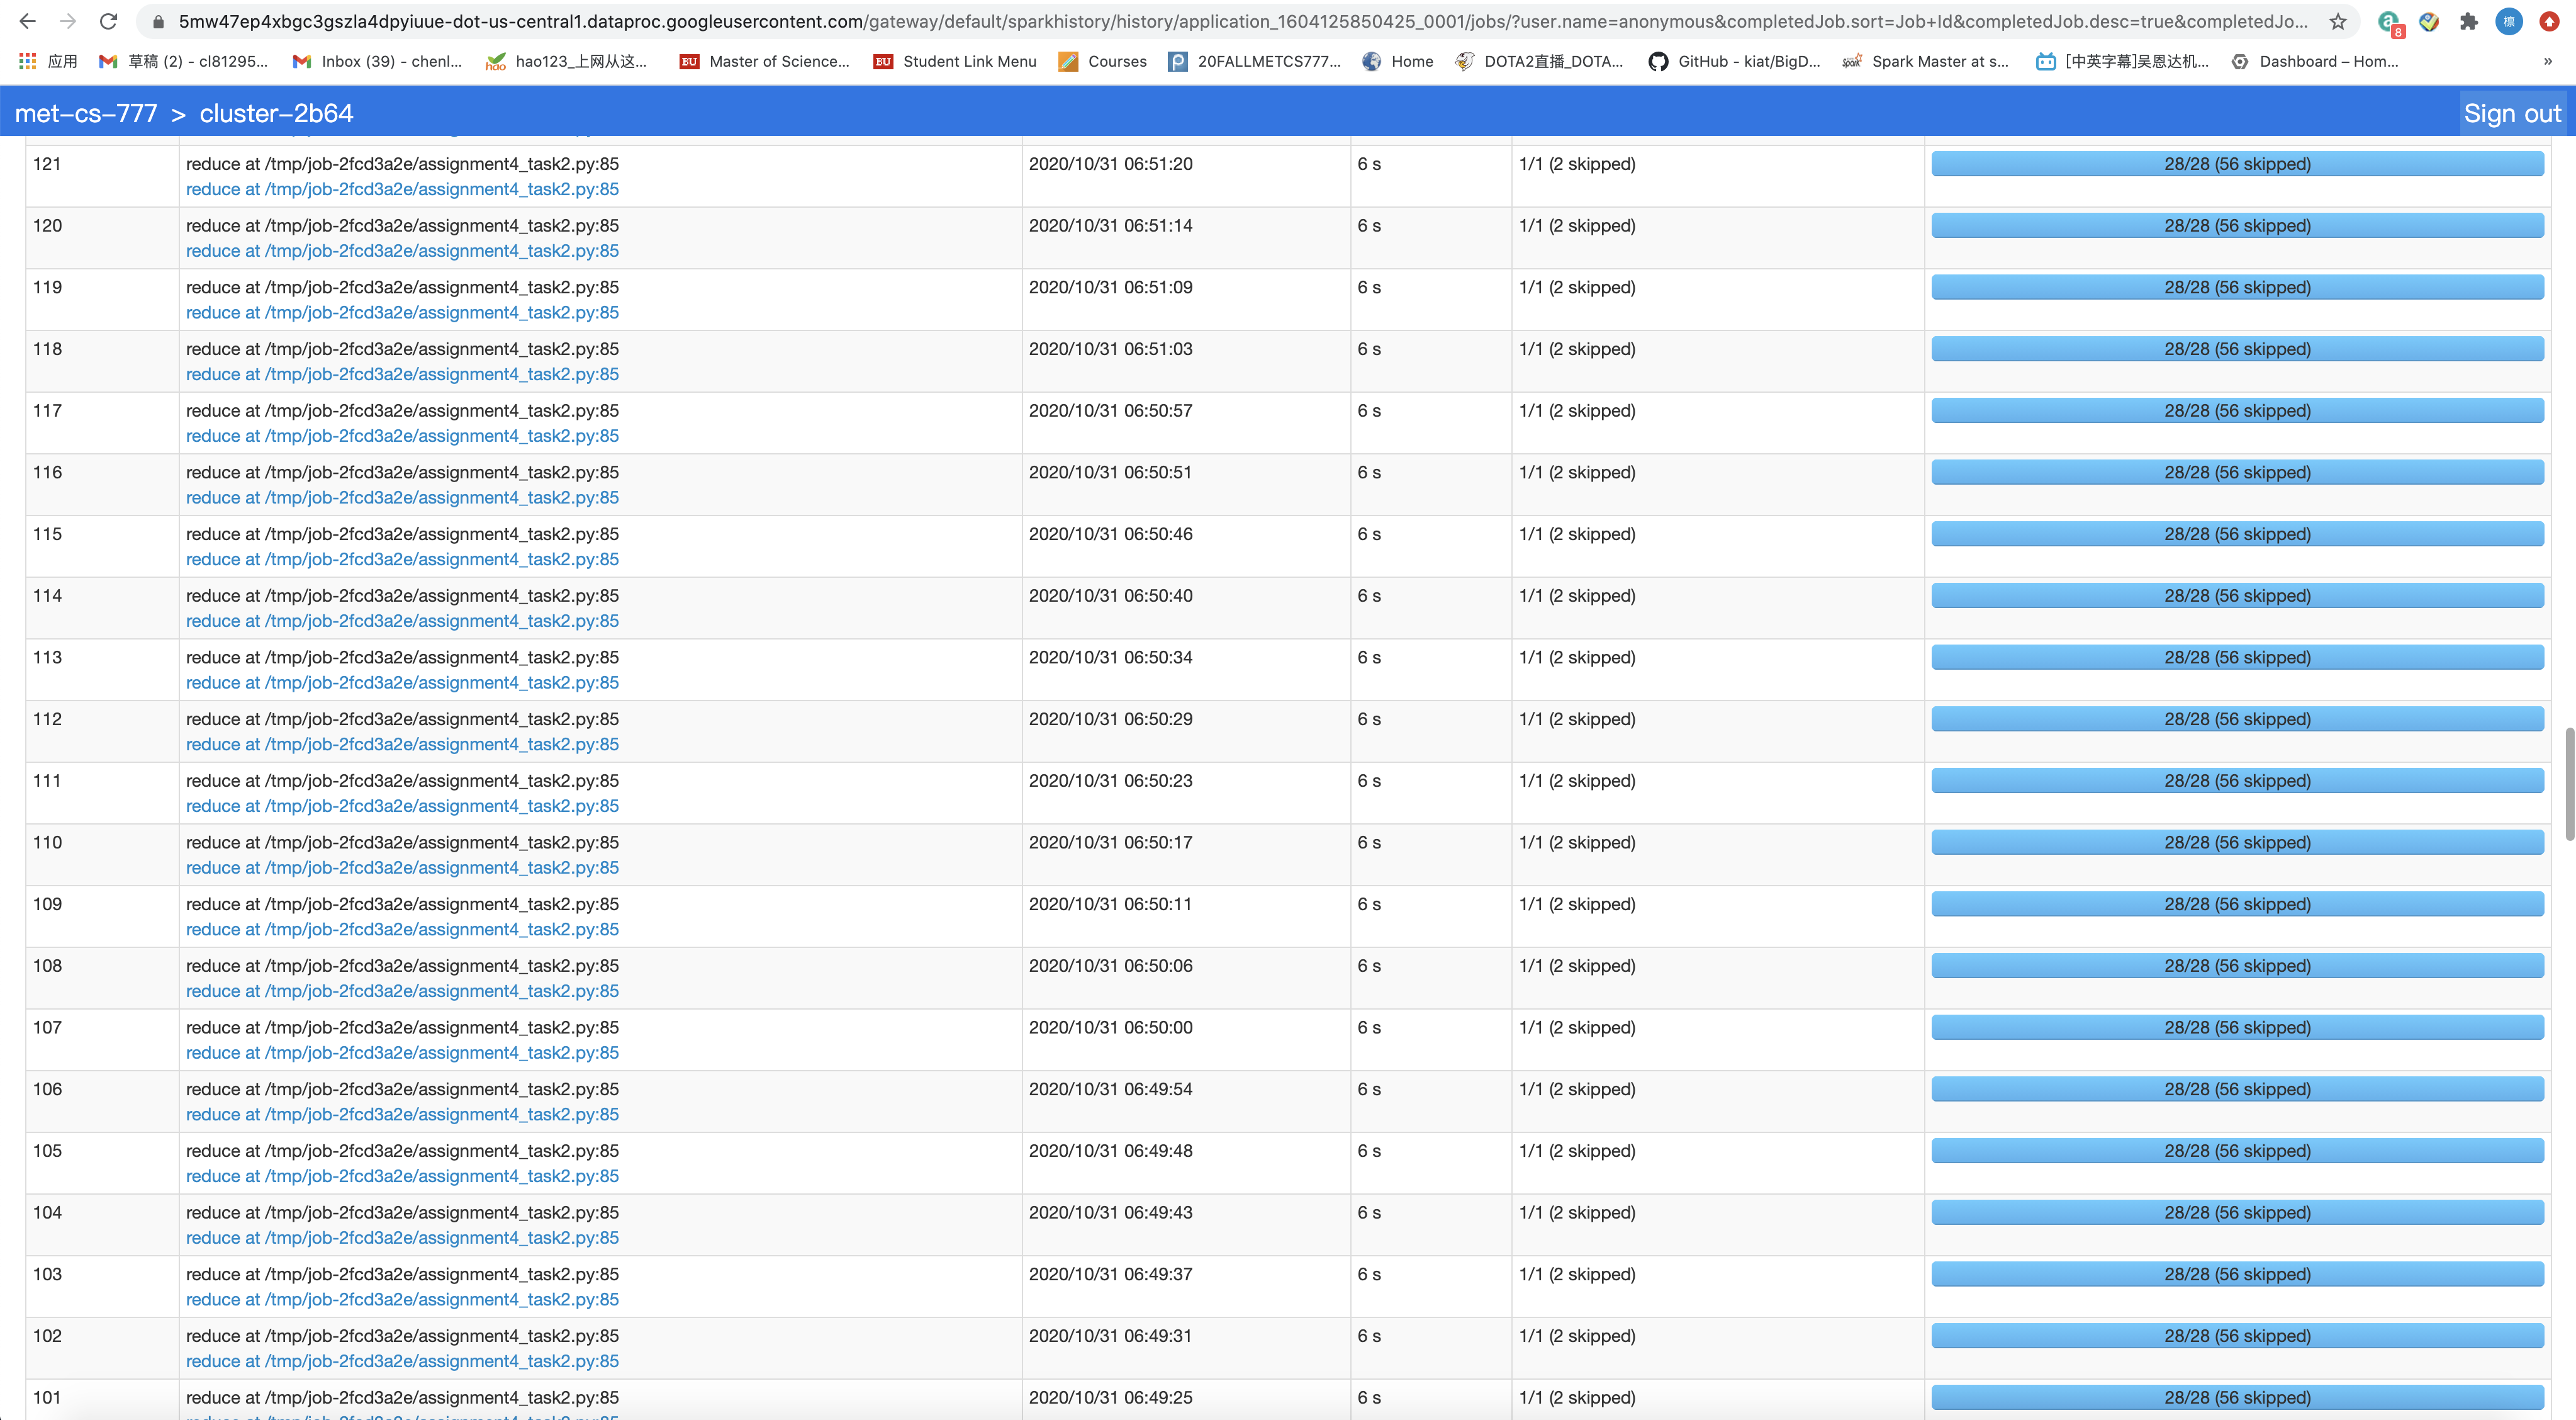 5mw47ep4xbgc3gszla4dpyiuue-dot-us-central1.dataproc.googleusercontent.com/gateway/default/sparkhistory/history/application_1604125850425_0001/jobs/?user.name=anonymous&completedJob.sort=Job+Id&completedJob.desc=true&completedJo... 8 檩
应用 草稿 (2) - cl81295... Inbox (39) - chenl... hao hao123_上网从这... BU Master of Science... BU Student Link Menu Courses 20FALLMETCS777... Home DOTA2直播_DOTA... GitHub - kiat/BigD... Spark Master at s... [中英字幕]吴恩达机... Dashboard – Hom... »
met-cs-777 > cluster-2b64 Sign out
121 reduce at /tmp/job-2fcd3a2e/assignment4_task2.py:85 2020/10/31 06:51:20 6 s 1/1 (2 skipped) 28/28 (56 skipped)
reduce at /tmp/job-2fcd3a2e/assignment4_task2.py:85
120 reduce at /tmp/job-2fcd3a2e/assignment4_task2.py:85 2020/10/31 06:51:14 6 s 1/1 (2 skipped) 28/28 (56 skipped)
reduce at /tmp/job-2fcd3a2e/assignment4_task2.py:85
119 reduce at /tmp/job-2fcd3a2e/assignment4_task2.py:85 2020/10/31 06:51:09 6 s 1/1 (2 skipped) 28/28 (56 skipped)
reduce at /tmp/job-2fcd3a2e/assignment4_task2.py:85
118 reduce at /tmp/job-2fcd3a2e/assignment4_task2.py:85 2020/10/31 06:51:03 6 s 1/1 (2 skipped) 28/28 (56 skipped)
reduce at /tmp/job-2fcd3a2e/assignment4_task2.py:85
117 reduce at /tmp/job-2fcd3a2e/assignment4_task2.py:85 2020/10/31 06:50:57 6 s 1/1 (2 skipped) 28/28 (56 skipped)
reduce at /tmp/job-2fcd3a2e/assignment4_task2.py:85
116 reduce at /tmp/job-2fcd3a2e/assignment4_task2.py:85 2020/10/31 06:50:51 6 s 1/1 (2 skipped) 28/28 (56 skipped)
reduce at /tmp/job-2fcd3a2e/assignment4_task2.py:85
115 reduce at /tmp/job-2fcd3a2e/assignment4_task2.py:85 2020/10/31 06:50:46 6 s 1/1 (2 skipped) 28/28 (56 skipped)
reduce at /tmp/job-2fcd3a2e/assignment4_task2.py:85
114 reduce at /tmp/job-2fcd3a2e/assignment4_task2.py:85 2020/10/31 06:50:40 6 s 1/1 (2 skipped) 28/28 (56 skipped)
reduce at /tmp/job-2fcd3a2e/assignment4_task2.py:85
113 reduce at /tmp/job-2fcd3a2e/assignment4_task2.py:85 2020/10/31 06:50:34 6 s 1/1 (2 skipped) 28/28 (56 skipped)
reduce at /tmp/job-2fcd3a2e/assignment4_task2.py:85
112 reduce at /tmp/job-2fcd3a2e/assignment4_task2.py:85 2020/10/31 06:50:29 6 s 1/1 (2 skipped) 28/28 (56 skipped)
reduce at /tmp/job-2fcd3a2e/assignment4_task2.py:85
111 reduce at /tmp/job-2fcd3a2e/assignment4_task2.py:85 2020/10/31 06:50:23 6 s 1/1 (2 skipped) 28/28 (56 skipped)
reduce at /tmp/job-2fcd3a2e/assignment4_task2.py:85
110 reduce at /tmp/job-2fcd3a2e/assignment4_task2.py:85 2020/10/31 06:50:17 6 s 1/1 (2 skipped) 28/28 (56 skipped)
reduce at /tmp/job-2fcd3a2e/assignment4_task2.py:85
109 reduce at /tmp/job-2fcd3a2e/assignment4_task2.py:85 2020/10/31 06:50:11 6 s 1/1 (2 skipped) 28/28 (56 skipped)
reduce at /tmp/job-2fcd3a2e/assignment4_task2.py:85
108 reduce at /tmp/job-2fcd3a2e/assignment4_task2.py:85 2020/10/31 06:50:06 6 s 1/1 (2 skipped) 28/28 (56 skipped)
reduce at /tmp/job-2fcd3a2e/assignment4_task2.py:85
107 reduce at /tmp/job-2fcd3a2e/assignment4_task2.py:85 2020/10/31 06:50:00 6 s 1/1 (2 skipped) 28/28 (56 skipped)
reduce at /tmp/job-2fcd3a2e/assignment4_task2.py:85
106 reduce at /tmp/job-2fcd3a2e/assignment4_task2.py:85 2020/10/31 06:49:54 6 s 1/1 (2 skipped) 28/28 (56 skipped)
reduce at /tmp/job-2fcd3a2e/assignment4_task2.py:85
105 reduce at /tmp/job-2fcd3a2e/assignment4_task2.py:85 2020/10/31 06:49:48 6 s 1/1 (2 skipped) 28/28 (56 skipped)
reduce at /tmp/job-2fcd3a2e/assignment4_task2.py:85
104 reduce at /tmp/job-2fcd3a2e/assignment4_task2.py:85 2020/10/31 06:49:43 6 s 1/1 (2 skipped) 28/28 (56 skipped)
reduce at /tmp/job-2fcd3a2e/assignment4_task2.py:85
103 reduce at /tmp/job-2fcd3a2e/assignment4_task2.py:85 2020/10/31 06:49:37 6 s 1/1 (2 skipped) 28/28 (56 skipped)
reduce at /tmp/job-2fcd3a2e/assignment4_task2.py:85
102 reduce at /tmp/job-2fcd3a2e/assignment4_task2.py:85 2020/10/31 06:49:31 6 s 1/1 (2 skipped) 28/28 (56 skipped)
reduce at /tmp/job-2fcd3a2e/assignment4_task2.py:85
101 reduce at /tmp/job-2fcd3a2e/assignment4_task2.py:85 2020/10/31 06:49:25 6 s 1/1 (2 skipped) 28/28 (56 skipped)